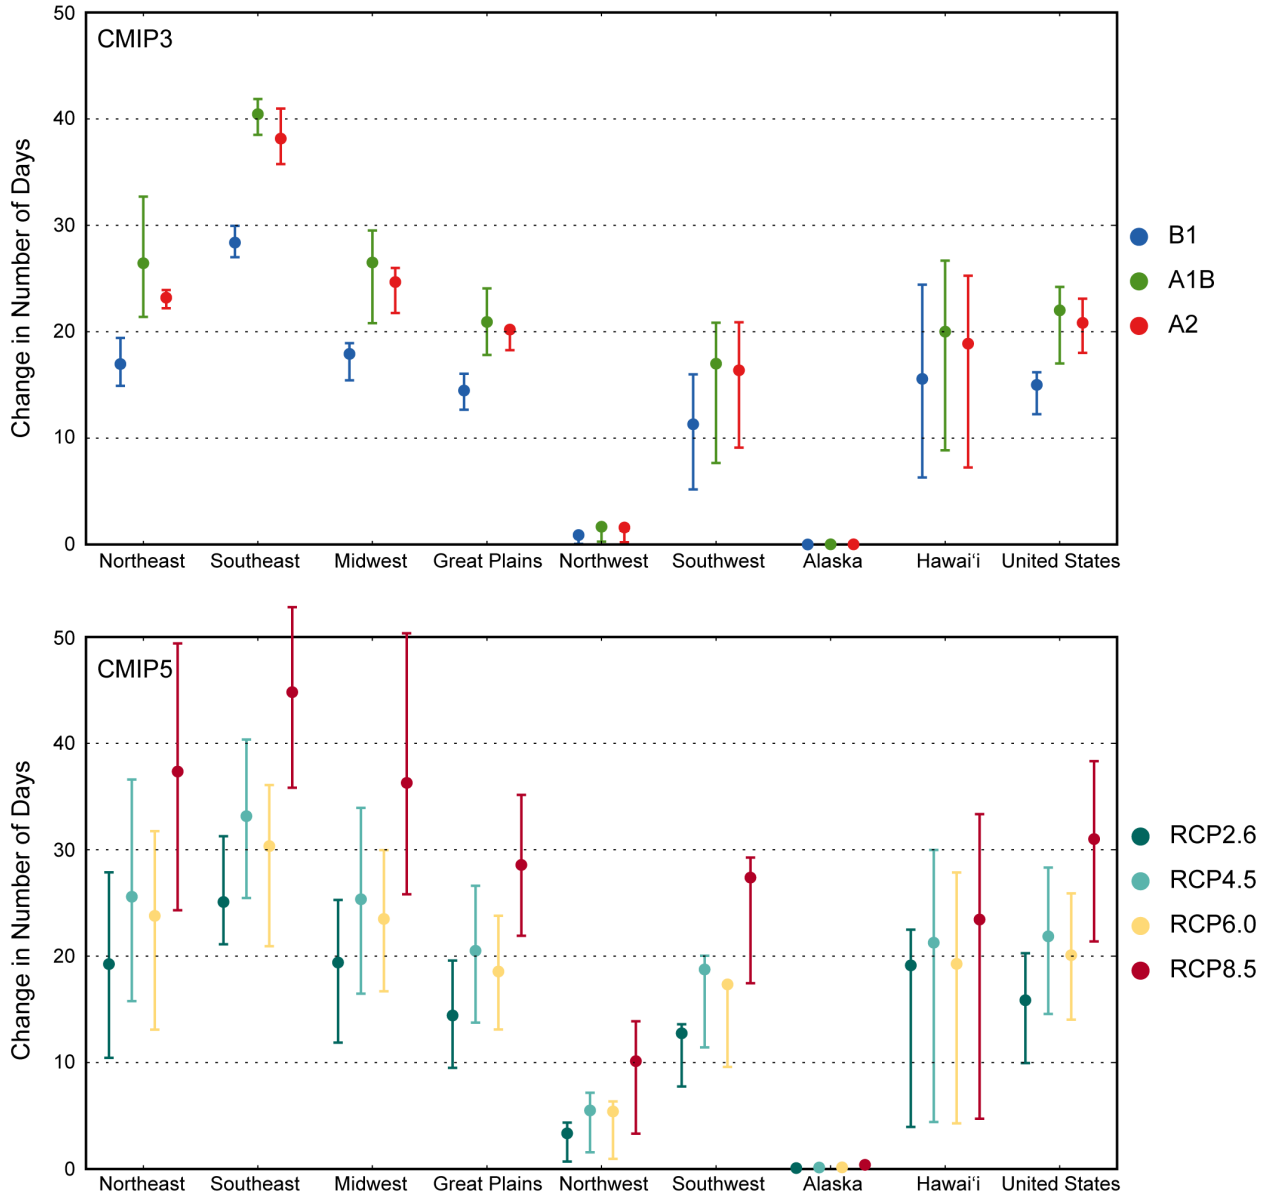 CMIP3
Change in Number of Days
50
40
30
20
10
0
Northeast Southeast Midwest Great Plains Northwest Southwest Alaska Hawaiʻi United States
B1
A1B
A2
CMIP5
Change in Number of Days
50
40
30
20
10
0
Northeast Southeast Midwest Great Plains Northwest Southwest Alaska Hawaiʻi United States
RCP2.6
RCP4.5
RCP6.0
RCP8.5